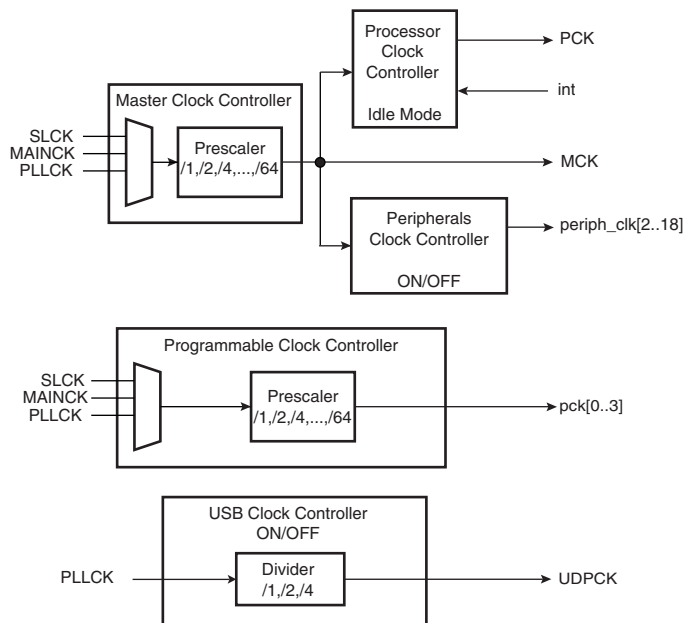 Processor
Clock
Controller
Idle Mode
PCK
int
Master Clock Controller
SLCK
MAINCK
PLLCK
Prescaler
/1,/2,/4,...,/64
MCK
Peripherals
Clock Controller
ON/OFF
periph_clk[2..18]
Programmable Clock Controller
SLCK
MAINCK
PLLCK
Prescaler
/1,/2,/4,...,/64
pck[0..3]
USB Clock Controller
ON/OFF
PLLCK
Divider
/1,/2,/4
UDPCK